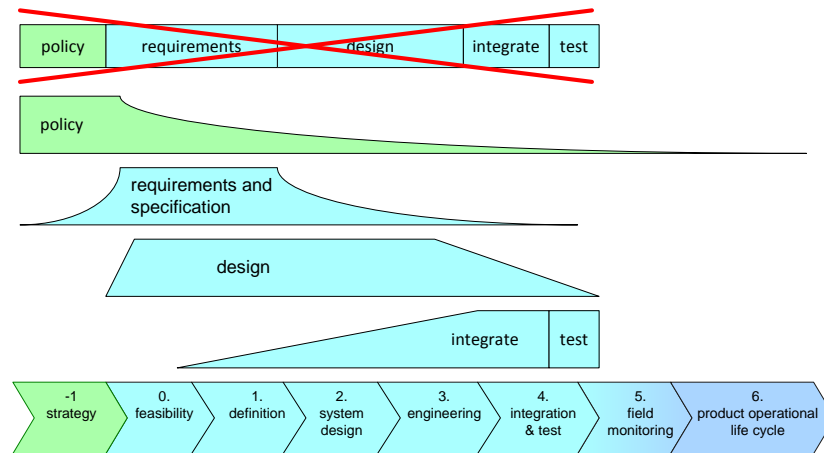 policy requirements design integrate test
policy
requirements and
specification
design
integrate test
-1
strategy
0.
feasibility
1.
definition
2.
system
design
3.
engineering
4.
integration
& test
5.
field
monitoring
6.
product operational
life cycle